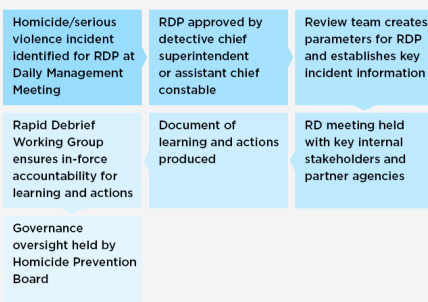 Homicide/serious
violence incident
identified for RDP at
Daily Management
Meeting
RDP approved by
detective chief
superintendent
or assistant chief
constable
Review team creates
parameters for RDP
and establishes key
incident information
RD meeting held
with key internal
stakeholders and
partner agencies
Document of
learning and actions
produced
Rapid Debrief
Working Group
ensures in-force
accountability for
learning and actions
Governance
oversight held by
Homicide Prevention
Board